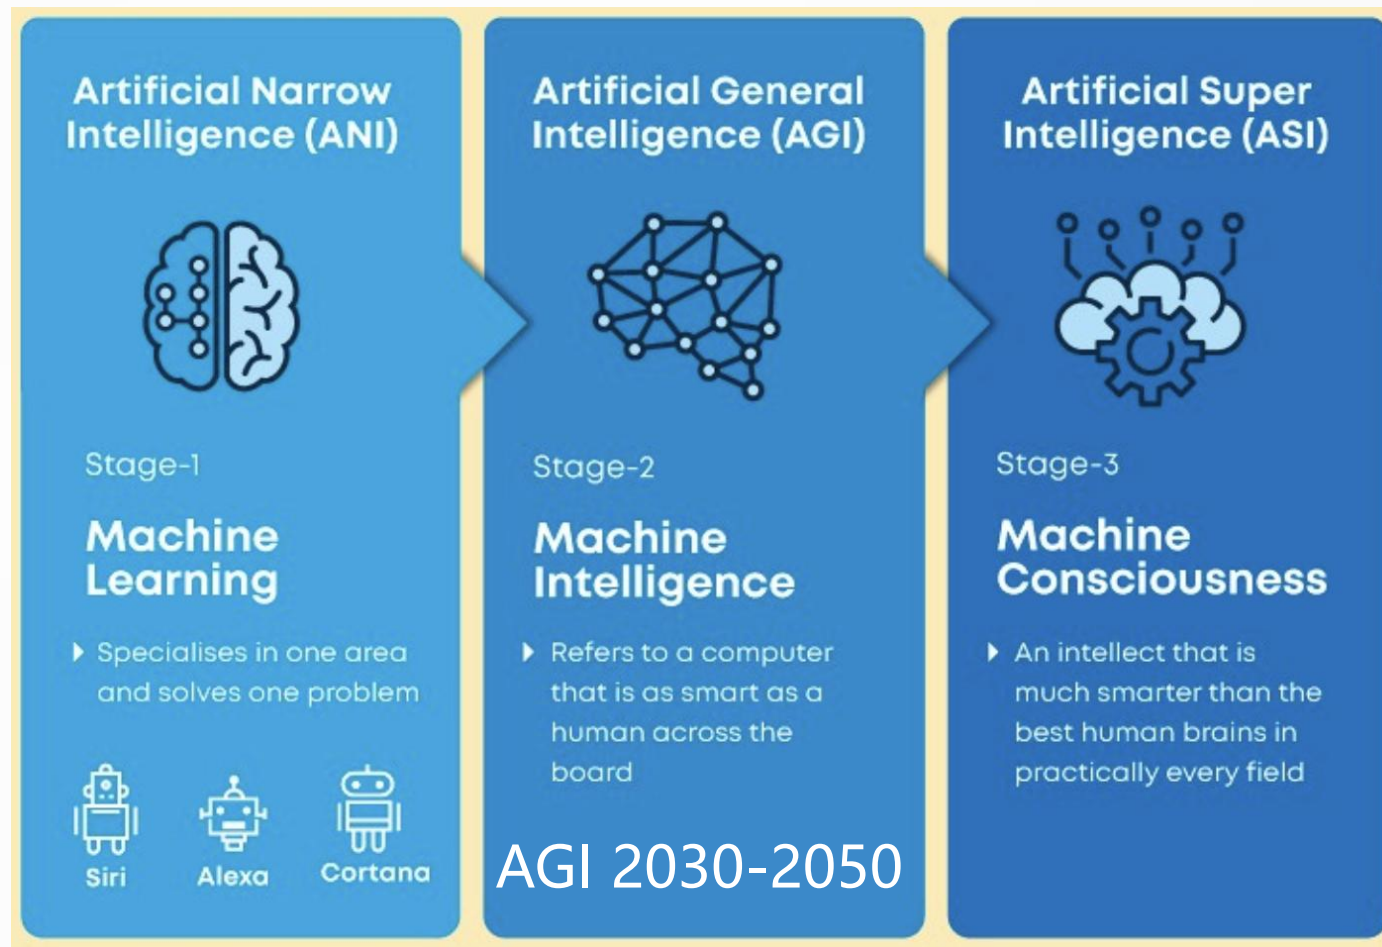 Artificial Narrow
Intelligence (ANI)
Stage-1
Machine
Learning
Specialises in one area
and solves one problem
Siri
Alexa
Cortana
Artificial General
Intelligence (AGI)
Stage-2
Machine
Intelligence
Refers to a computer
that is as smart as a
human across the
board
AGI 2030-2050
Artificial Super
Intelligence (ASI)
Stage-3
Machine
Consciousness
An intellect that is
much smarter than the
best human brains in
practically every field